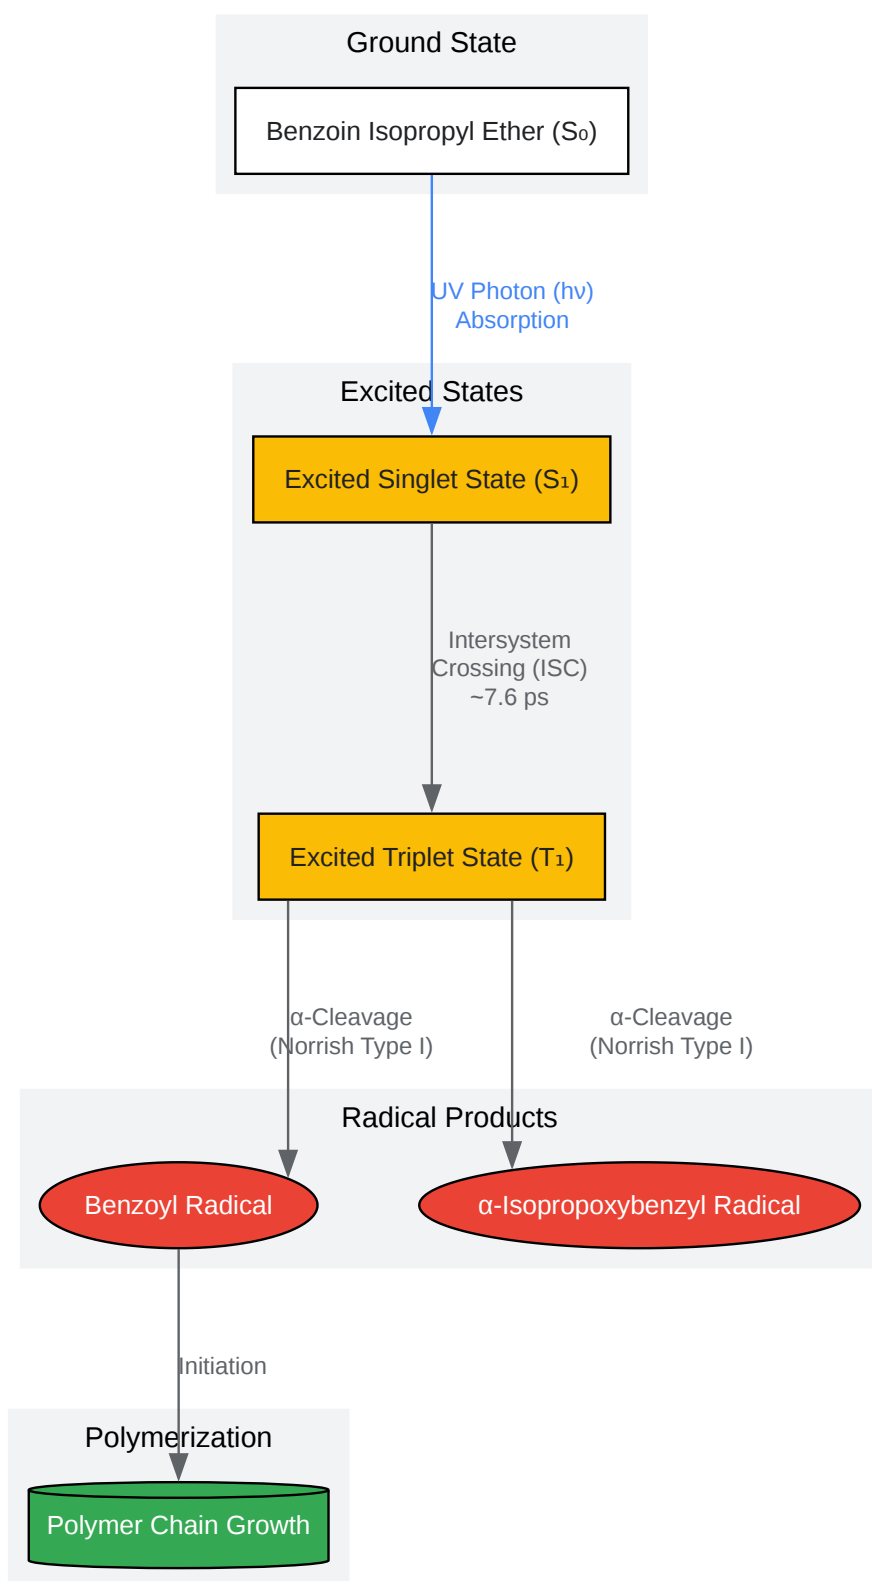 Ground State
Benzoin Isopropyl Ether (S₀)
UV Photon (hν)
Absorption
Excited States
Excited Singlet State (S₁)
Intersystem
Crossing (ISC)
~7.6 ps
Excited Triplet State (T₁)
α-Cleavage
(Norrish Type I)
α-Cleavage
(Norrish Type I)
Radical Products
Benzoyl Radical
α-Isopropoxybenzyl Radical
Initiation
Polymerization
Polymer Chain Growth